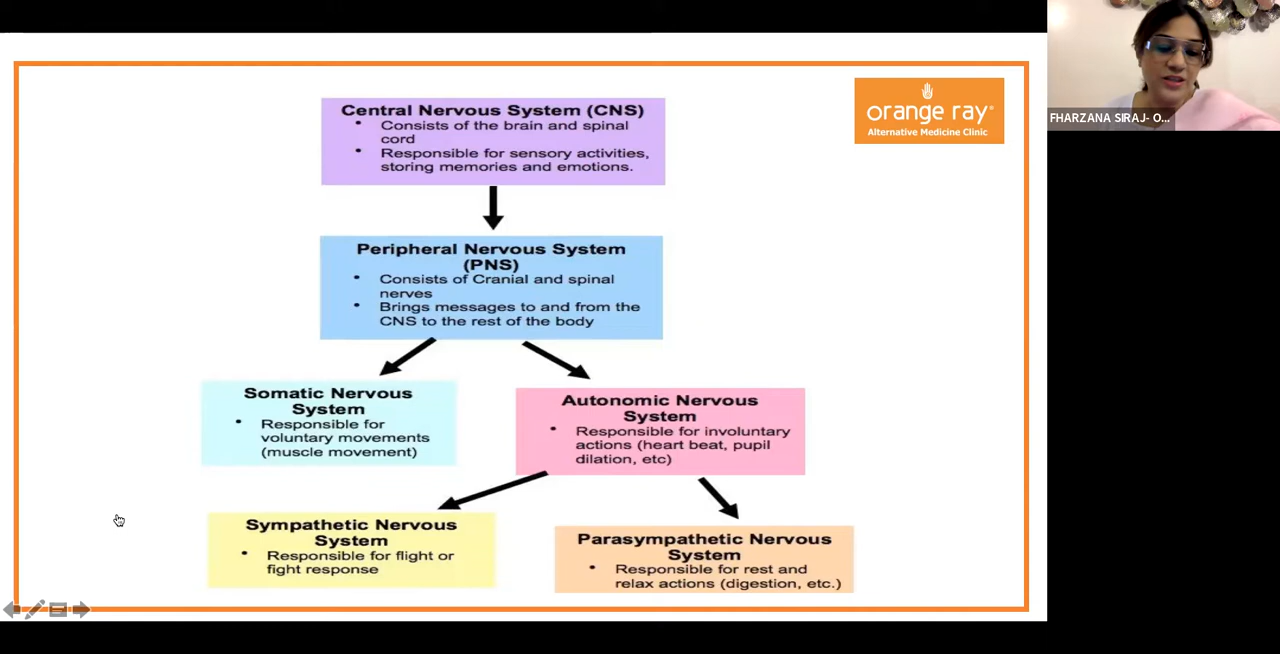 Central Nervous System (CNS)
• Consists of the brain and spinal
cord
• Responsible for sensory activities,
storing memories and emotions.
orange ray®
Alternative Medicine Clinic
FHARZANA SIRAJ- O...
Peripheral Nervous System
(PNS)
• Consists of Cranial and spinal
nerves
• Brings messages to and from the
CNS to the rest of the body
Somatic Nervous
System
• Responsible for
voluntary movements
(muscle movement)
Autonomic Nervous
System
• Responsible for involuntary
actions (heart beat, pupil
dilation, etc)
Sympathetic Nervous
System
• Responsible for flight or
fight response
Parasympathetic Nervous
System
• Responsible for rest and
relax actions (digestion, etc.)